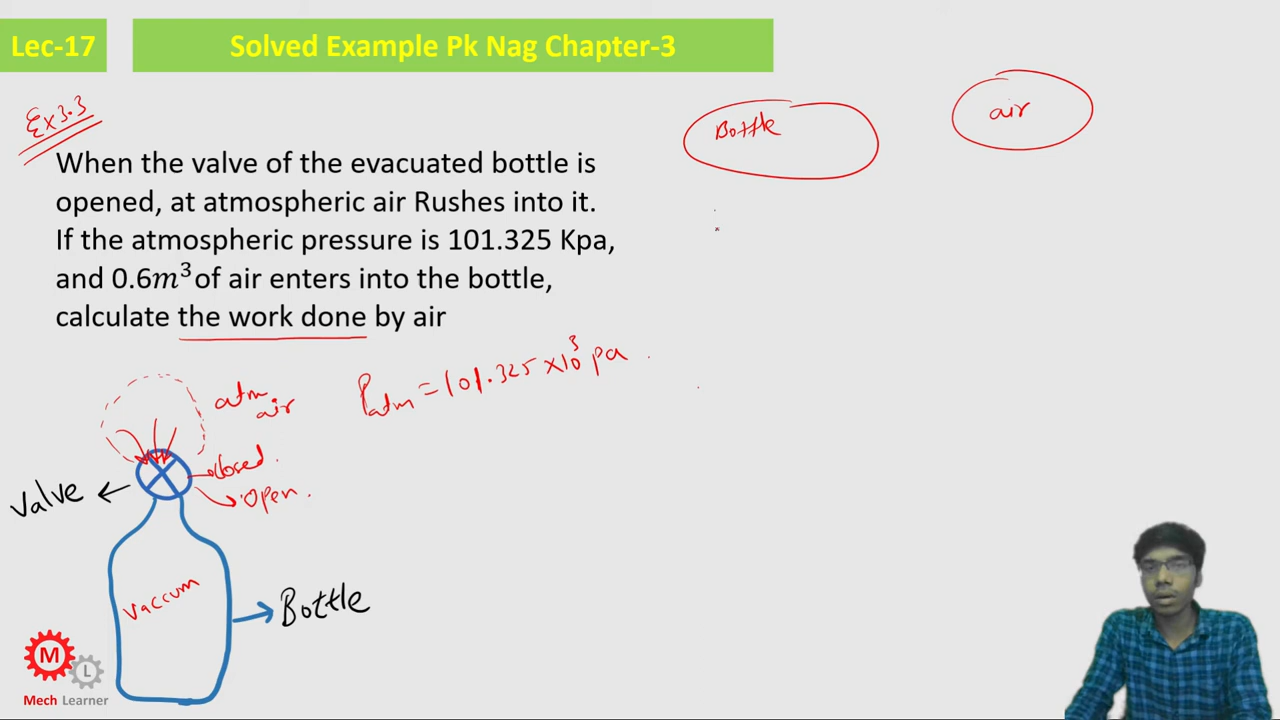 Lec-17
Solved Example Pk Nag Chapter-3
Ex 3.3
Bottle
air
When the valve of the evacuated bottle is
opened, at atmospheric air Rushes into it.
If the atmospheric pressure is 101.325 Kpa,
and 0.6m³ of air enters into the bottle,
calculate the work done by air
Patm = 101.325 x10³ pa
atm
air
closed
open
Valve
Vaccum
Bottle
M
L
Mech Learner